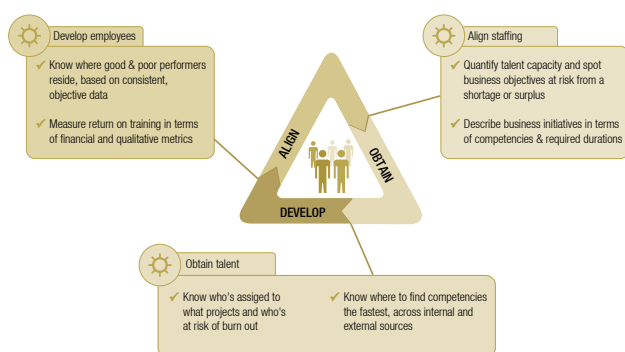 Develop employees
✓ Know where good & poor performers
reside, based on consistent,
objective data
✓ Measure return on training in terms
of financial and qualitative metrics
Align staffing
✓ Quantify talent capacity and spot
business objectives at risk from a
shortage or surplus
✓ Describe business initiatives in terms
of competencies & required durations
ALIGN
OBTAIN
DEVELOP
Obtain talent
✓ Know who's assiged to
what projects and who's
at risk of burn out
✓ Know where to find competencies
the fastest, across internal and
external sources